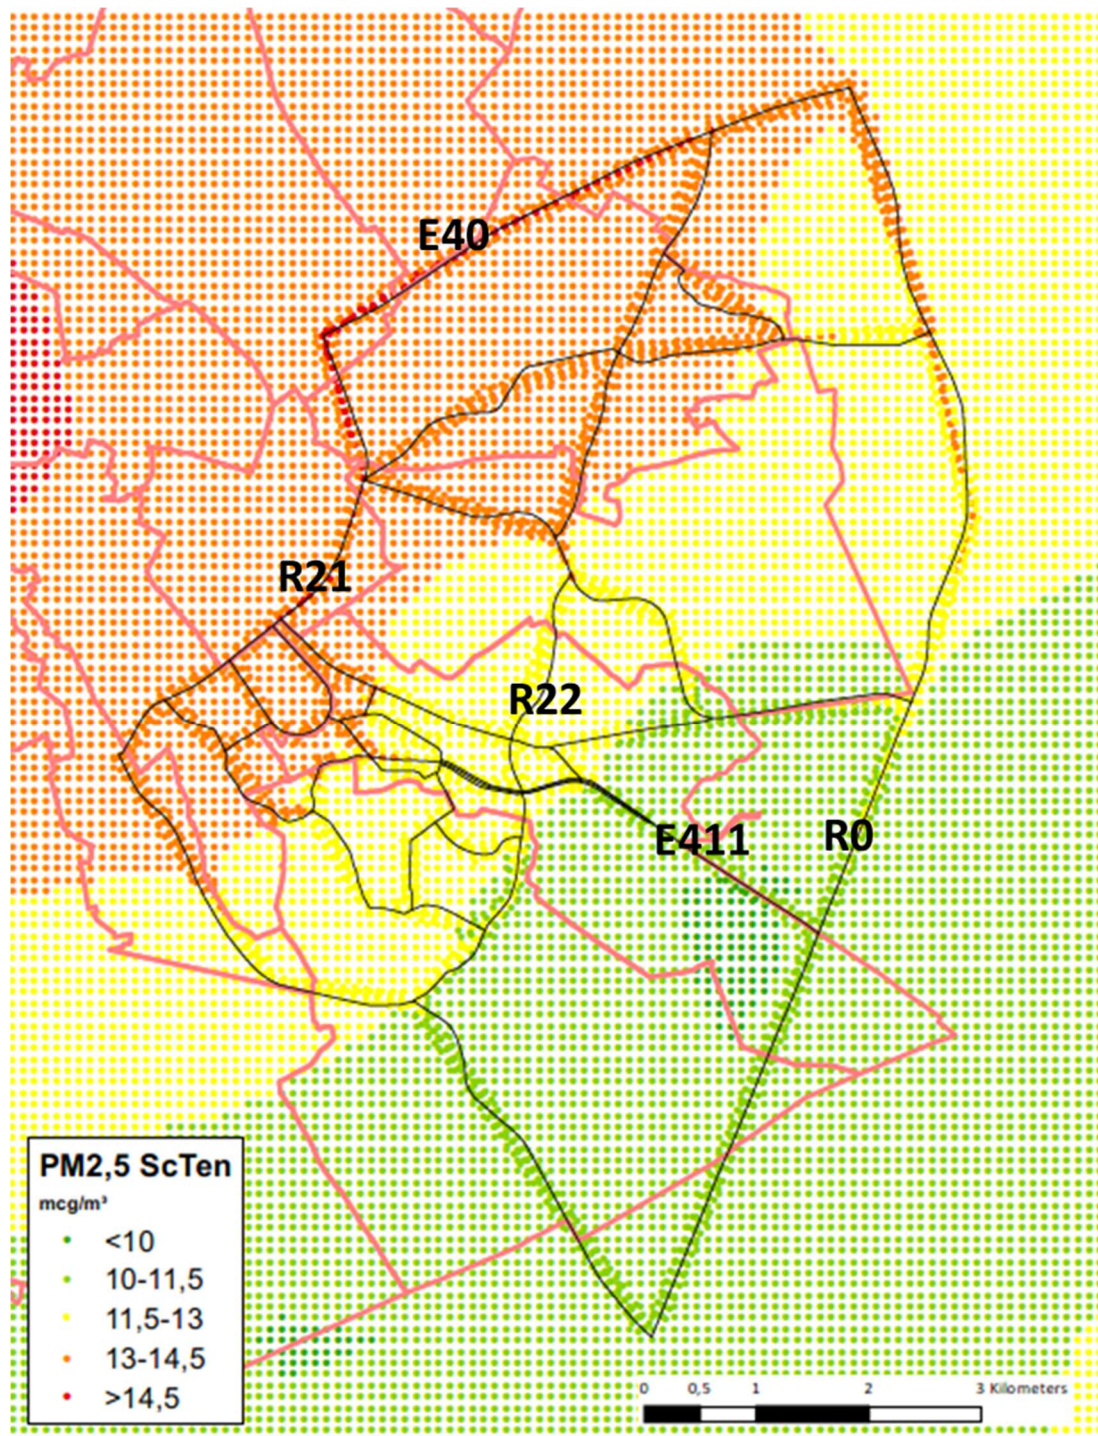 E40
R21
R22
E411
R0
PM2,5 ScTen
mcg/m³
<10
10-11,5
11,5-13
13-14,5
>14,5
0 0,5 1 2 3 Kilometers